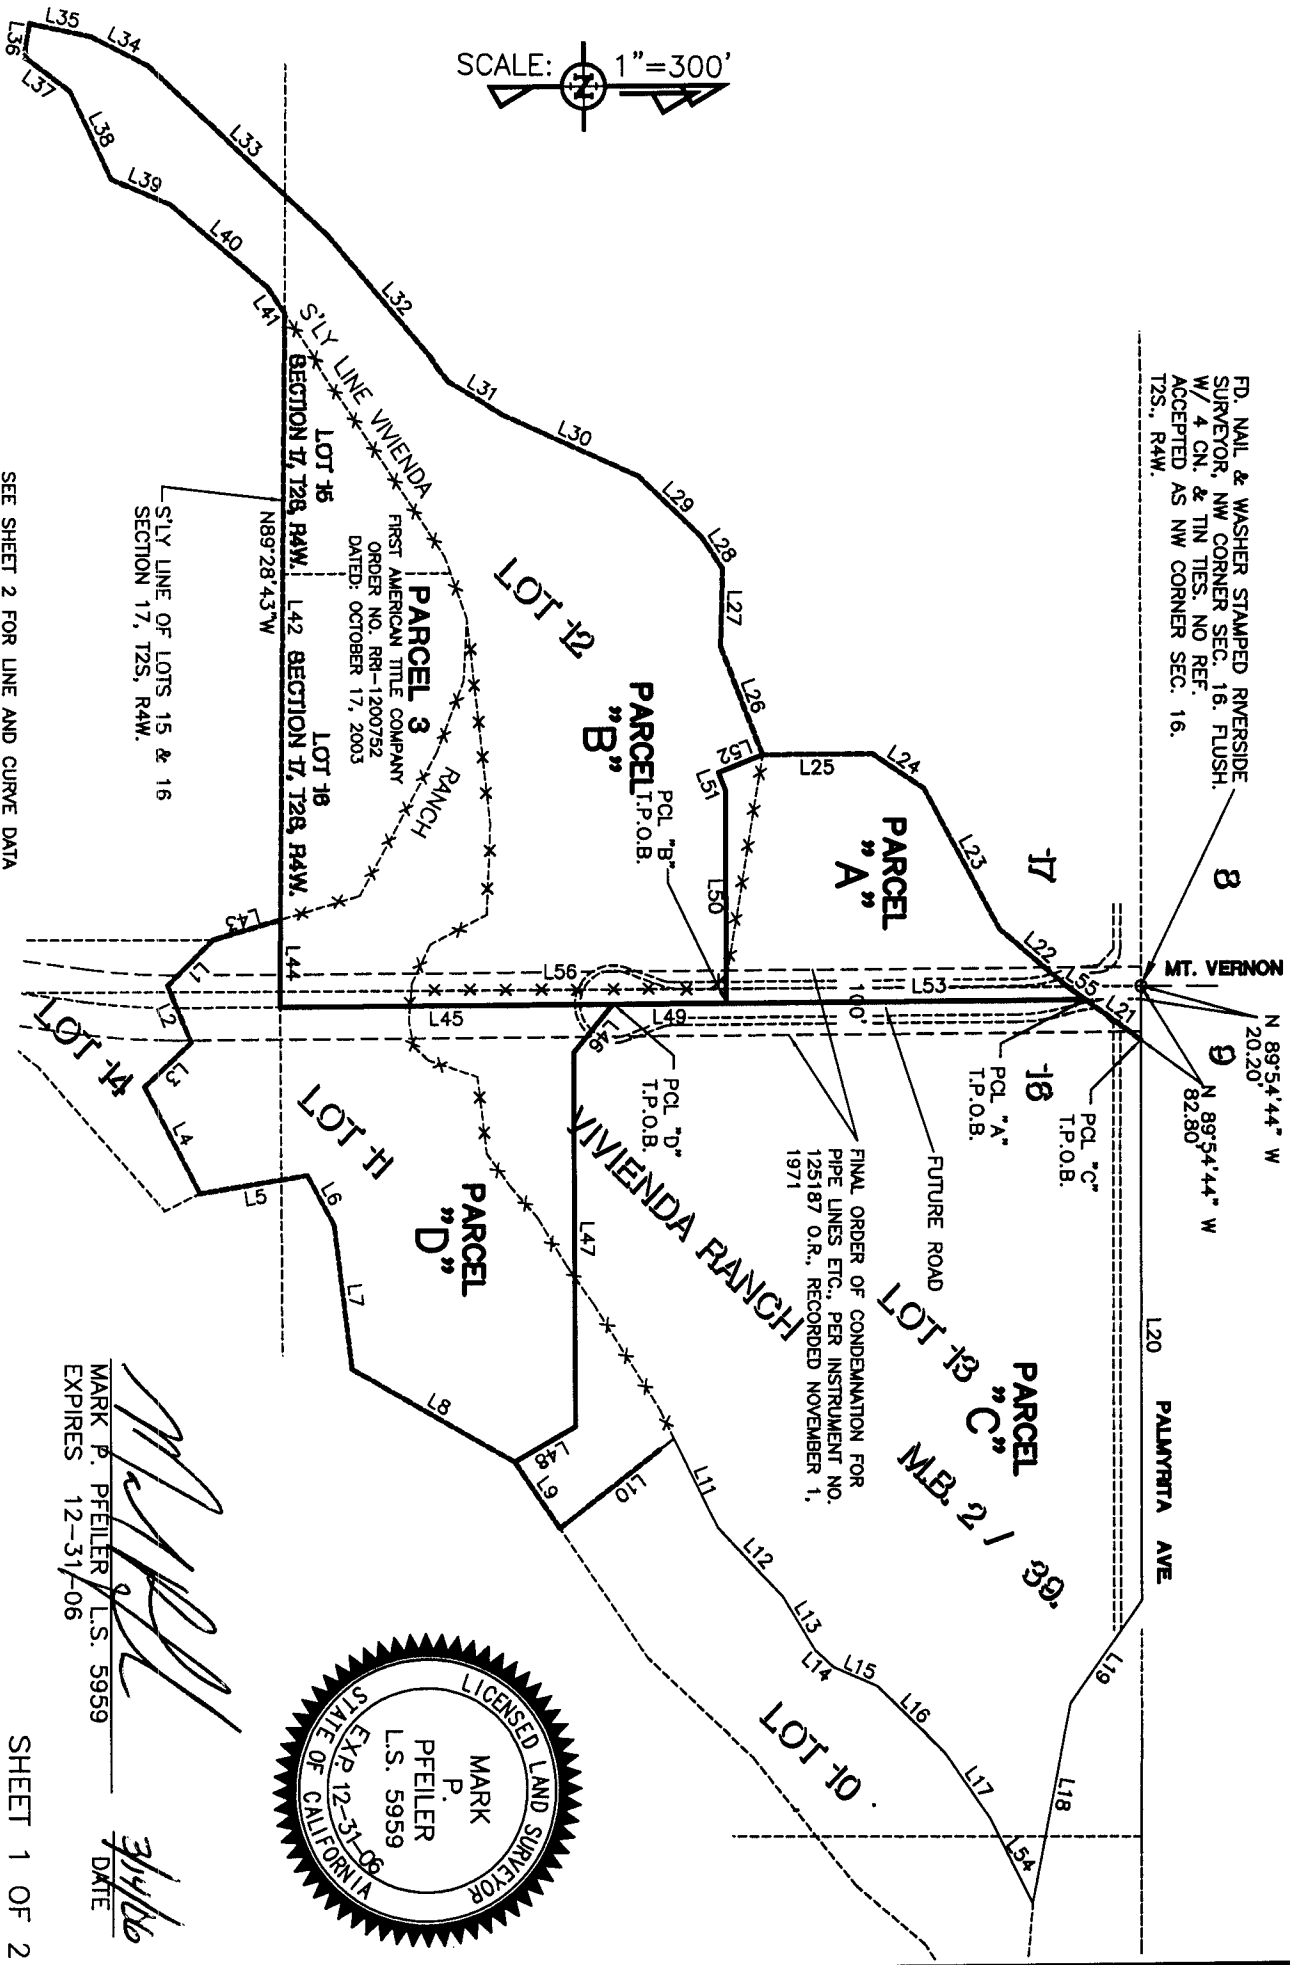 SCALE: 1"=300'
N
FD. NAIL & WASHER STAMPED RIVERSIDE
SURVEYOR, NW CORNER SEC. 16. FLUSH.
W/ 4 CN. & TIN TIES. NO REF.
ACCEPTED AS NW CORNER SEC. 16.
T2S., R4W.
8
17
9
16
MT. VERNON
N 89°54'44" W
20.20'
N 89°54'44" W
82.80'
PALMYRITA AVE.
L20
L19
L18
L54
L17
L16
L15
L14
L13
L12
L11
L10
L9
L48
L8
L47
L7
L6
L5
L4
L3
L2
L1
L43
L44
L45
L56
L46
L49
L53
L55
L21
L22
L23
L24
L25
L52
L51
L50
L26
L27
L28
L29
L30
L31
L32
L33
L34
L35
L36
L37
L38
L39
L40
L41
L42
PCL "C"
T.P.O.B.
PCL "A"
T.P.O.B.
PCL "B"
T.P.O.B.
PCL "D"
T.P.O.B.
100'
FUTURE ROAD
FINAL ORDER OF CONDEMNATION FOR
PIPE LINES ETC., PER INSTRUMENT NO.
125187 O.R., RECORDED NOVEMBER 1,
1971
PARCEL
"A"
PARCEL
"B"
PARCEL
"C"
PARCEL
"D"
LOT 13
M.B. 2 / 39.
VIVIENDA RANCH
LOT 10
LOT 11
LOT 12
LOT 14
S'LY LINE VIVIENDA
RANCH
PARCEL 3
FIRST AMERICAN TITLE COMPANY
ORDER NO. RRI-1200752
DATED: OCTOBER 17, 2003
LOT 15
SECTION 17, T2S, R4W.
LOT 16
SECTION 17, T2S, R4W.
N89°28'43"W
S'LY LINE OF LOTS 15 & 16
SECTION 17, T2S, R4W.
SEE SHEET 2 FOR LINE AND CURVE DATA
MARK P. PFEILER L.S. 5959
EXPIRES 12-31-06
3/14/06
DATE
LICENSED LAND SURVEYOR
MARK
P.
PFEILER
L.S. 5959
EXP. 12-31-06
STATE OF CALIFORNIA
SHEET 1 OF 2